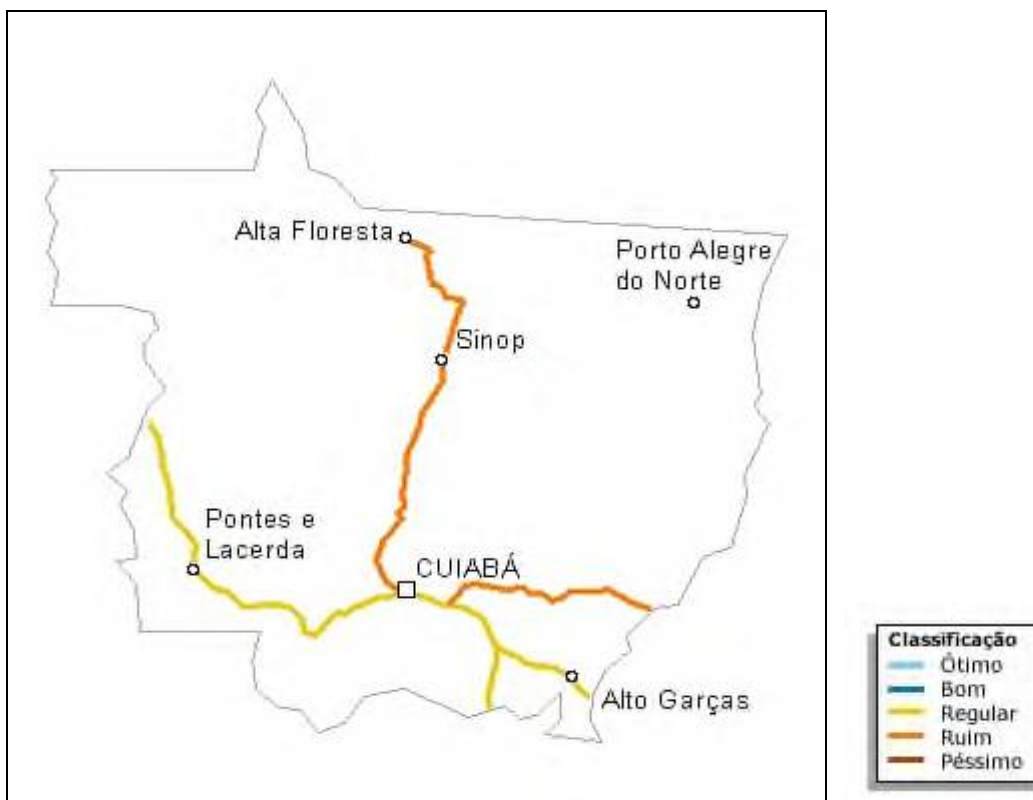 Alta Floresta
Porto Alegre
do Norte
Sinop
Pontes e
Lacerda
CUIABÁ
Alto Garças
Classificação
Ótimo
Bom
Regular
Ruim
Péssimo